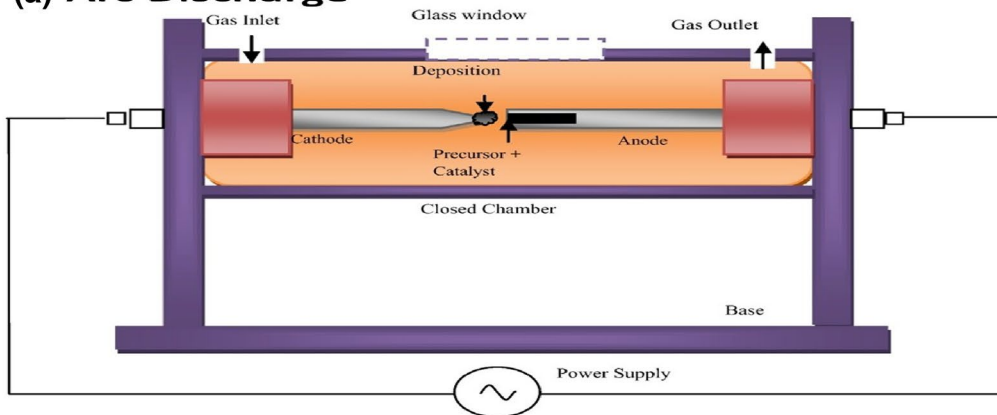 (a) Arc Discharge
Glass window
Gas Inlet
Gas Outlet
Deposition
Cathode
Anode
Precursor +
Catalyst
Closed Chamber
Base
Power Supply